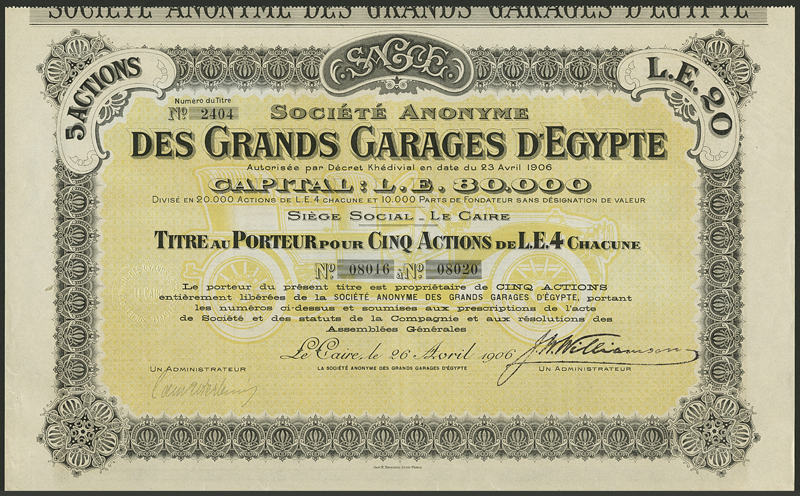 SOCIÉTÉ ANONYME DES GRANDS GARAGES D'EGYPTE
5 ACTIONS
L.E. 20
Numéro du Titre
Nº 2404
SOCIÉTÉ ANONYME
DES GRANDS GARAGES D'EGYPTE
Autorisée par Décret Khédivial en date du 23 Avril 1906
CAPITAL : L.E. 80.000
DIVISÉ EN 20.000 ACTIONS DE L.E. 4 CHACUNE ET 10.000 PARTS DE FONDATEUR SANS DÉSIGNATION DE VALEUR
SIÈGE SOCIAL _ LE CAIRE
TITRE AU PORTEUR POUR CINQ ACTIONS DE L.E. 4 CHACUNE
Nº 08016 à Nº 08020
Le porteur du présent titre est propriétaire de CINQ ACTIONS
entièrement libérées de la SOCIÉTÉ ANONYME DES GRANDS GARAGES D'ÉGYPTE, portant
les numéros ci-dessus et soumises aux prescriptions de l'acte
de Société et des statuts de la Compagnie et aux résolutions des
Assemblées Générales
Le Caire, le 26 Avril 1906
J. W. Williamson
UN ADMINISTRATEUR
LA SOCIÉTÉ ANONYME DES GRANDS GARAGES D'ÉGYPTE
UN ADMINISTRATEUR